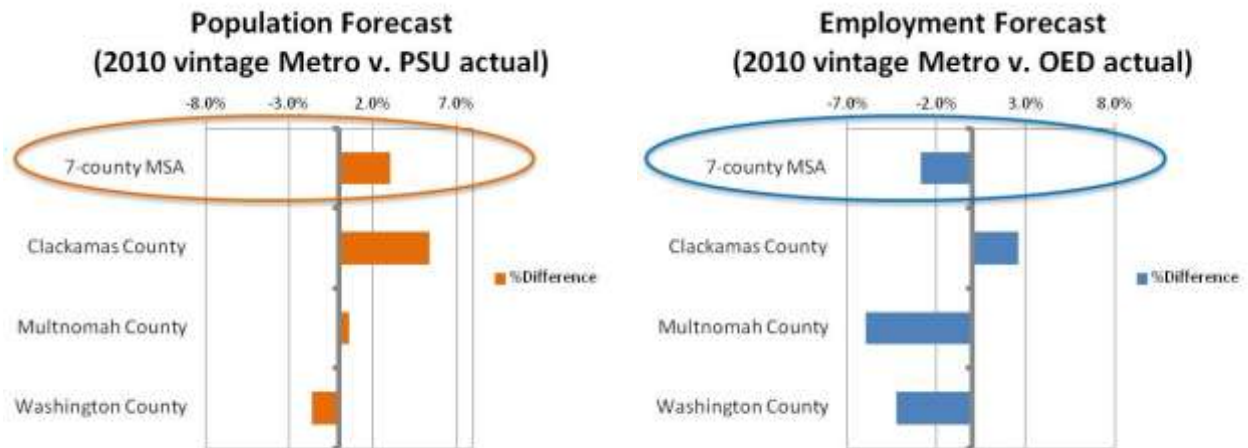 Population Forecast
(2010 vintage Metro v. PSU actual)
-8.0% -3.0% 2.0% 7.0%
7-county MSA
Clackamas County
Multnomah County
Washington County
%Difference
Employment Forecast
(2010 vintage Metro v. OED actual)
-7.0% -2.0% 3.0% 8.0%
7-county MSA
Clackamas County
Multnomah County
Washington County
%Difference